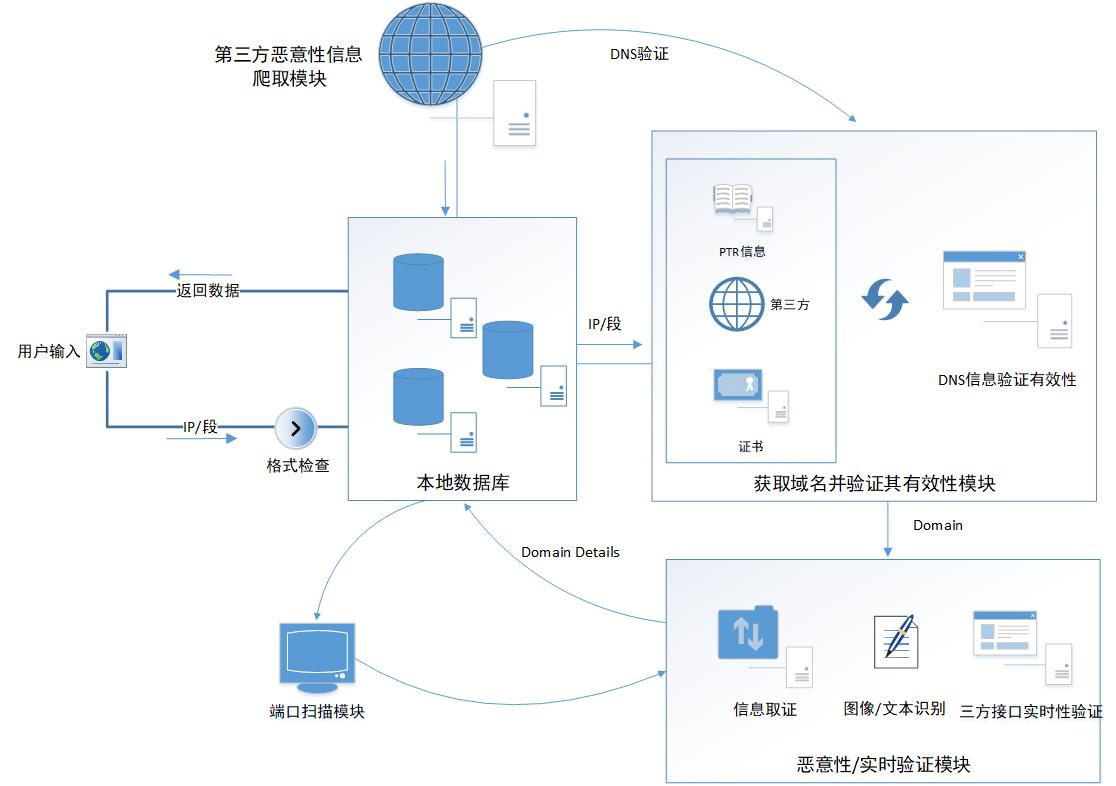 第三方恶意性信息
爬取模块
DNS验证
PTR信息
第三方
证书
DNS信息验证有效性
获取域名并验证其有效性模块
返回数据
用户输入
IP/段
格式检查
本地数据库
IP/段
Domain
Domain Details
端口扫描模块
信息取证
图像/文本识别
三方接口实时性验证
恶意性/实时验证模块